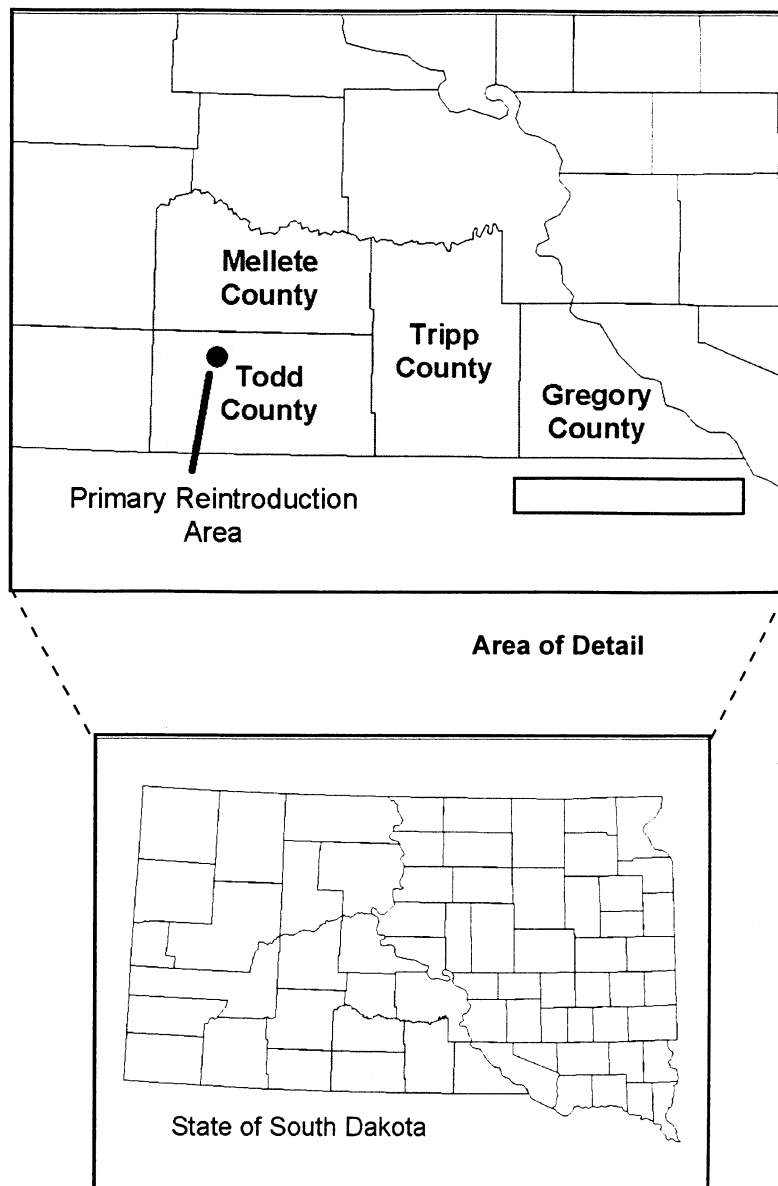 Mellete
County
Tripp
County
Todd
County
Gregory
County
Primary Reintroduction
Area
Area of Detail
State of South Dakota